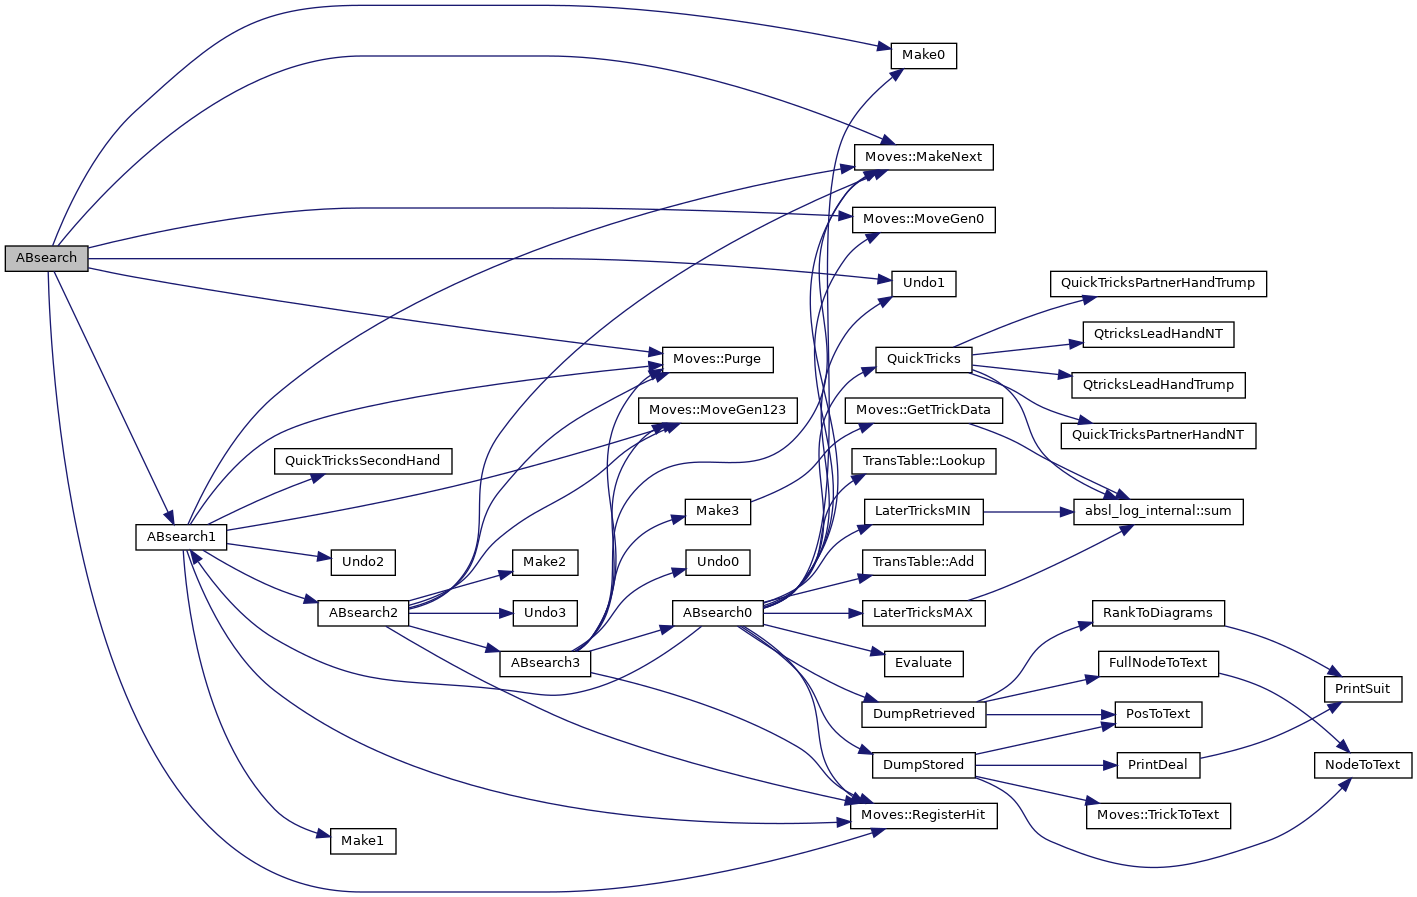 Make0
Moves::MakeNext
Moves::MoveGen0
ABsearch
Undo1
QuickTricksPartnerHandTrump
QtricksLeadHandNT
Moves::Purge
QuickTricks
QtricksLeadHandTrump
Moves::MoveGen123
Moves::GetTrickData
QuickTricksPartnerHandNT
QuickTricksSecondHand
TransTable::Lookup
Make3
LaterTricksMIN
absl_log_internal::sum
ABsearch1
Undo2
Make2
Undo0
TransTable::Add
ABsearch2
Undo3
ABsearch0
LaterTricksMAX
RankToDiagrams
ABsearch3
Evaluate
FullNodeToText
PrintSuit
DumpRetrieved
PosToText
DumpStored
PrintDeal
NodeToText
Moves::RegisterHit
Moves::TrickToText
Make1